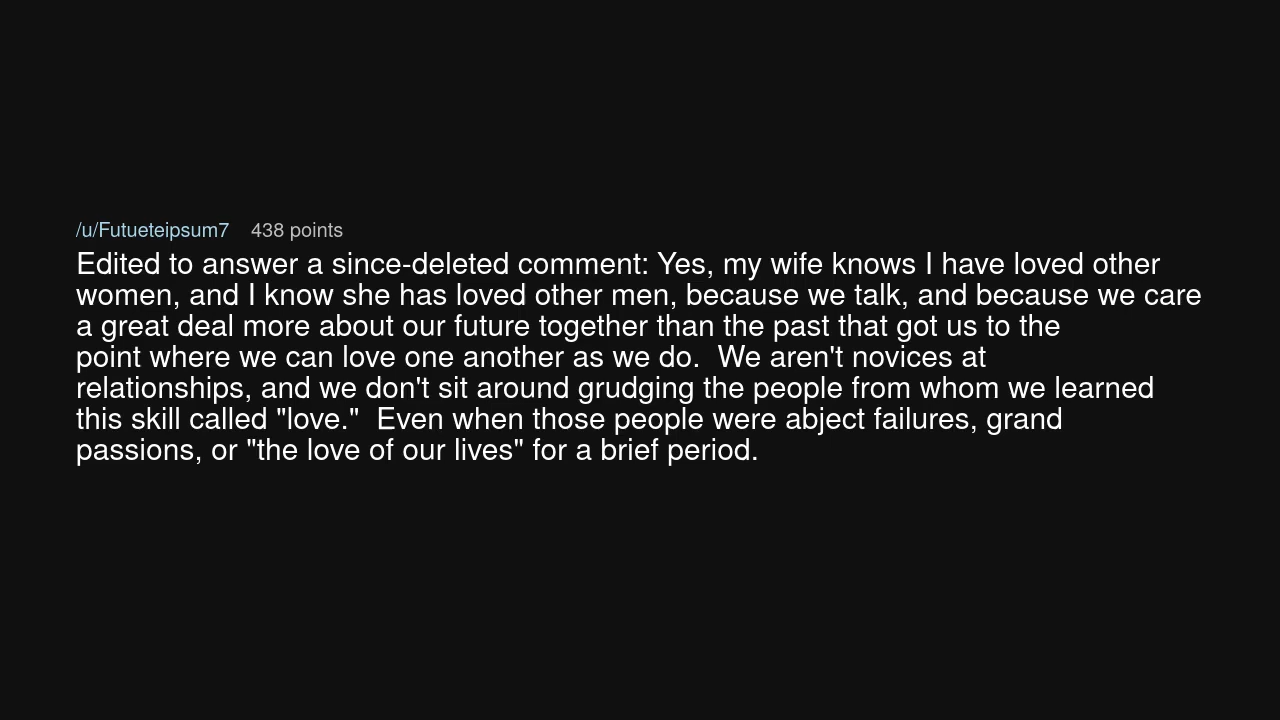 /u/Futueteipsum7 438 points
Edited to answer a since-deleted comment: Yes, my wife knows I have loved other
women, and I know she has loved other men, because we talk, and because we care
a great deal more about our future together than the past that got us to the
point where we can love one another as we do.  We aren't novices at
relationships, and we don't sit around grudging the people from whom we learned
this skill called "love."  Even when those people were abject failures, grand
passions, or "the love of our lives" for a brief period.